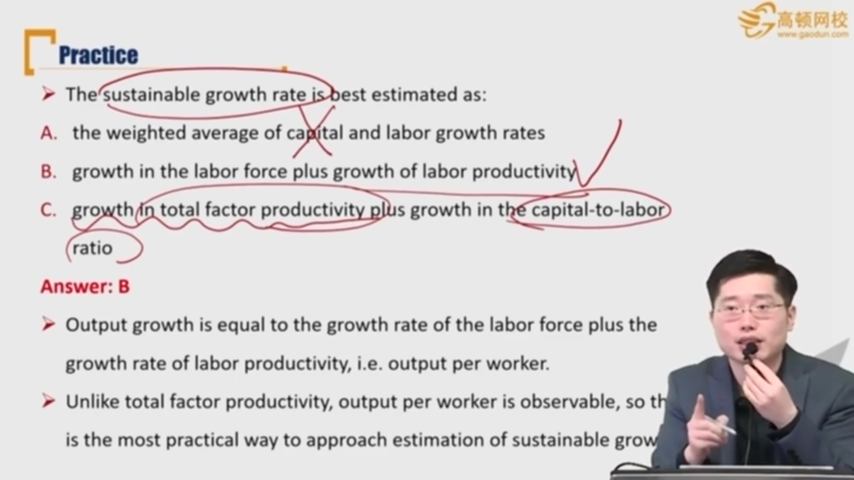 高顿网校
www.gaodun.com
Practice
➤ The sustainable growth rate is best estimated as:
A. the weighted average of capital and labor growth rates
B. growth in the labor force plus growth of labor productivity
C. growth in total factor productivity plus growth in the capital-to-labor
ratio
Answer: B
➤ Output growth is equal to the growth rate of the labor force plus the
growth rate of labor productivity, i.e. output per worker.
➤ Unlike total factor productivity, output per worker is observable, so th
is the most practical way to approach estimation of sustainable grow